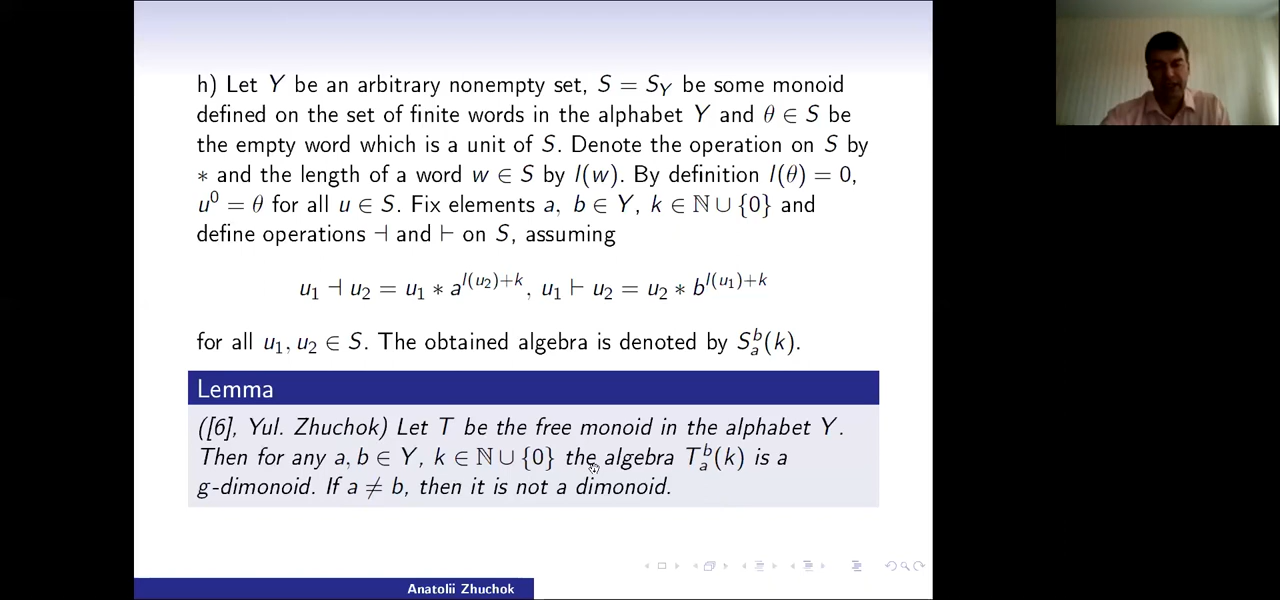 h) Let Y be an arbitrary nonempty set, S = S_Y be some monoid
defined on the set of finite words in the alphabet Y and θ ∈ S be
the empty word which is a unit of S. Denote the operation on S by
∗ and the length of a word w ∈ S by l(w). By definition l(θ) = 0,
u^0 = θ for all u ∈ S. Fix elements a, b ∈ Y, k ∈ ℕ ∪ {0} and
define operations ⊣ and ⊢ on S, assuming
u_1 ⊣ u_2 = u_1 ∗ a^{l(u_2)+k}, u_1 ⊢ u_2 = u_2 ∗ b^{l(u_1)+k}
for all u_1, u_2 ∈ S. The obtained algebra is denoted by S_a^b(k).
Lemma
([6], Yul. Zhuchok) Let T be the free monoid in the alphabet Y.
Then for any a, b ∈ Y, k ∈ ℕ ∪ {0} the algebra T_a^b(k) is a
g-dimonoid. If a ≠ b, then it is not a dimonoid.
Anatolii Zhuchok